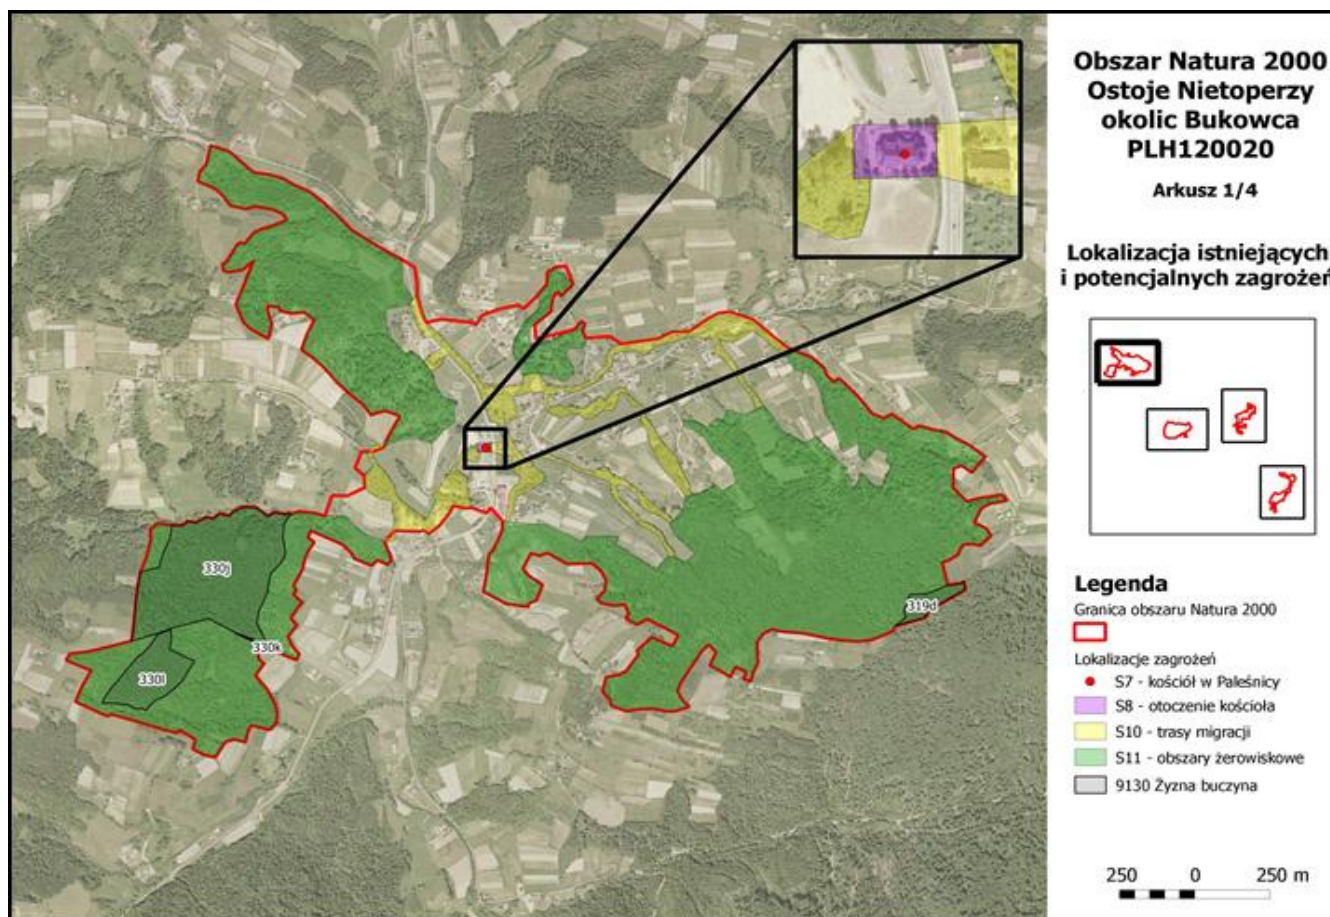 Obszar Natura 2000
Ostoje Nietoperzy
okolic Bukowca
PLH120020
Arkusz 1/4
Lokalizacja istniejących
i potencjalnych zagrożeń
Legenda
Granica obszaru Natura 2000
Lokalizacje zagrożeń
S7 - kościół w Paleśnicy
S8 - otoczenie kościoła
S10 - trasy migracji
S11 - obszary żerowiskowe
9130 Żyzna buczyna
250 0 250 m
330j
319d
330k
330l